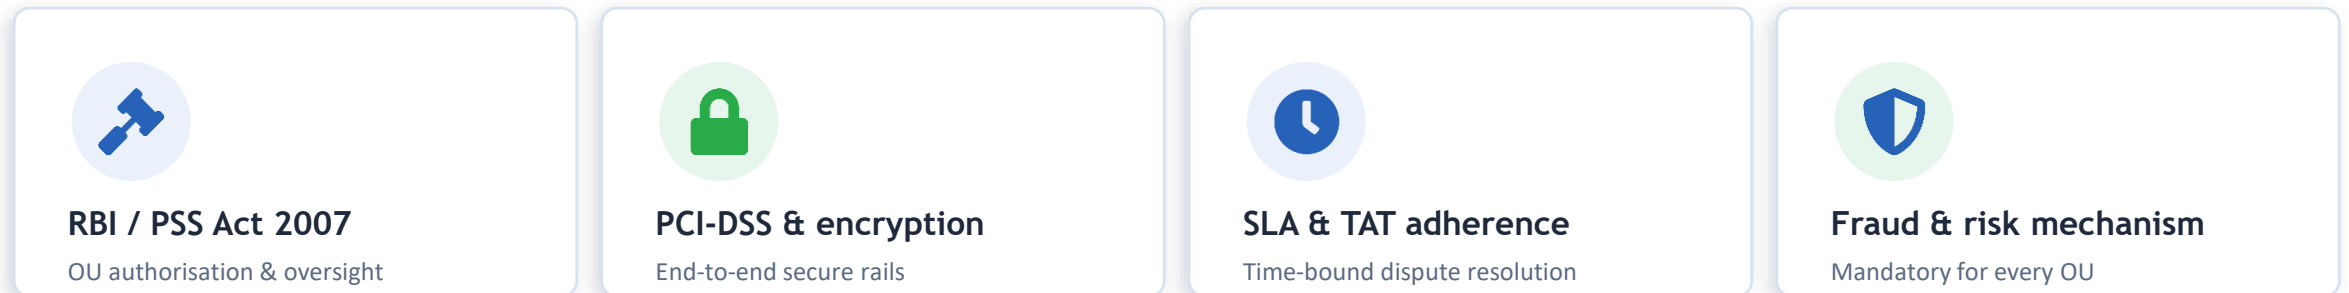 RBI / PSS Act 2007
OU authorisation & oversight
PCI-DSS & encryption
End-to-end secure rails
SLA & TAT adherence
Time-bound dispute resolution
Fraud & risk mechanism
Mandatory for every OU